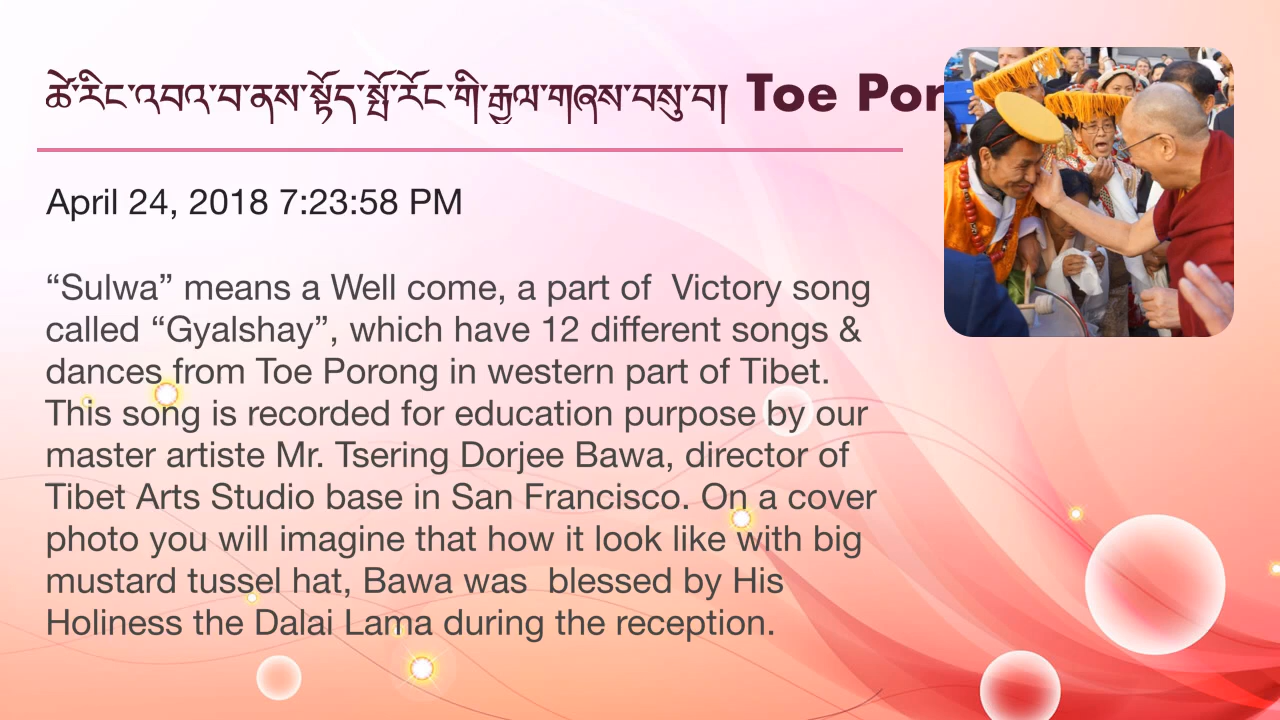 ཚེ་རིང་འབའ་བ་ནས་སྟོད་སྤོ་རོང་གི་རྒྱལ་གཞས་བསུ་བ། Toe Por
April 24, 2018 7:23:58 PM
“Sulwa” means a Well come, a part of  Victory song
called “Gyalshay”, which have 12 different songs &
dances from Toe Porong in western part of Tibet.
This song is recorded for education purpose by our
master artiste Mr. Tsering Dorjee Bawa, director of
Tibet Arts Studio base in San Francisco. On a cover
photo you will imagine that how it look like with big
mustard tussel hat, Bawa was  blessed by His
Holiness the Dalai Lama during the reception.